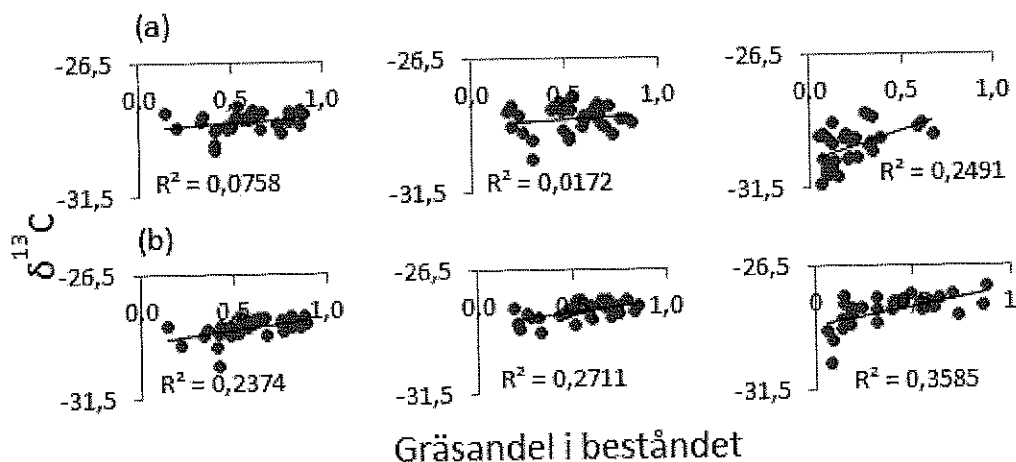 (a)
-26,5
0,0 0,5 1,0
R² = 0,0758
-31,5
-26,5
0,0 0,5 1,0
R² = 0,0172
-31,5
-26,5
0,0 0,5 1,0
R² = 0,2491
-31,5
δ ¹³ C
(b)
-26,5
0,0 0,5 1,0
R² = 0,2374
-31,5
-26,5
0,0 0,5 1,0
R² = 0,2711
-31,5
-26,5
0 0,5 1
R² = 0,3585
-31,5
Gräsandel i beståndet